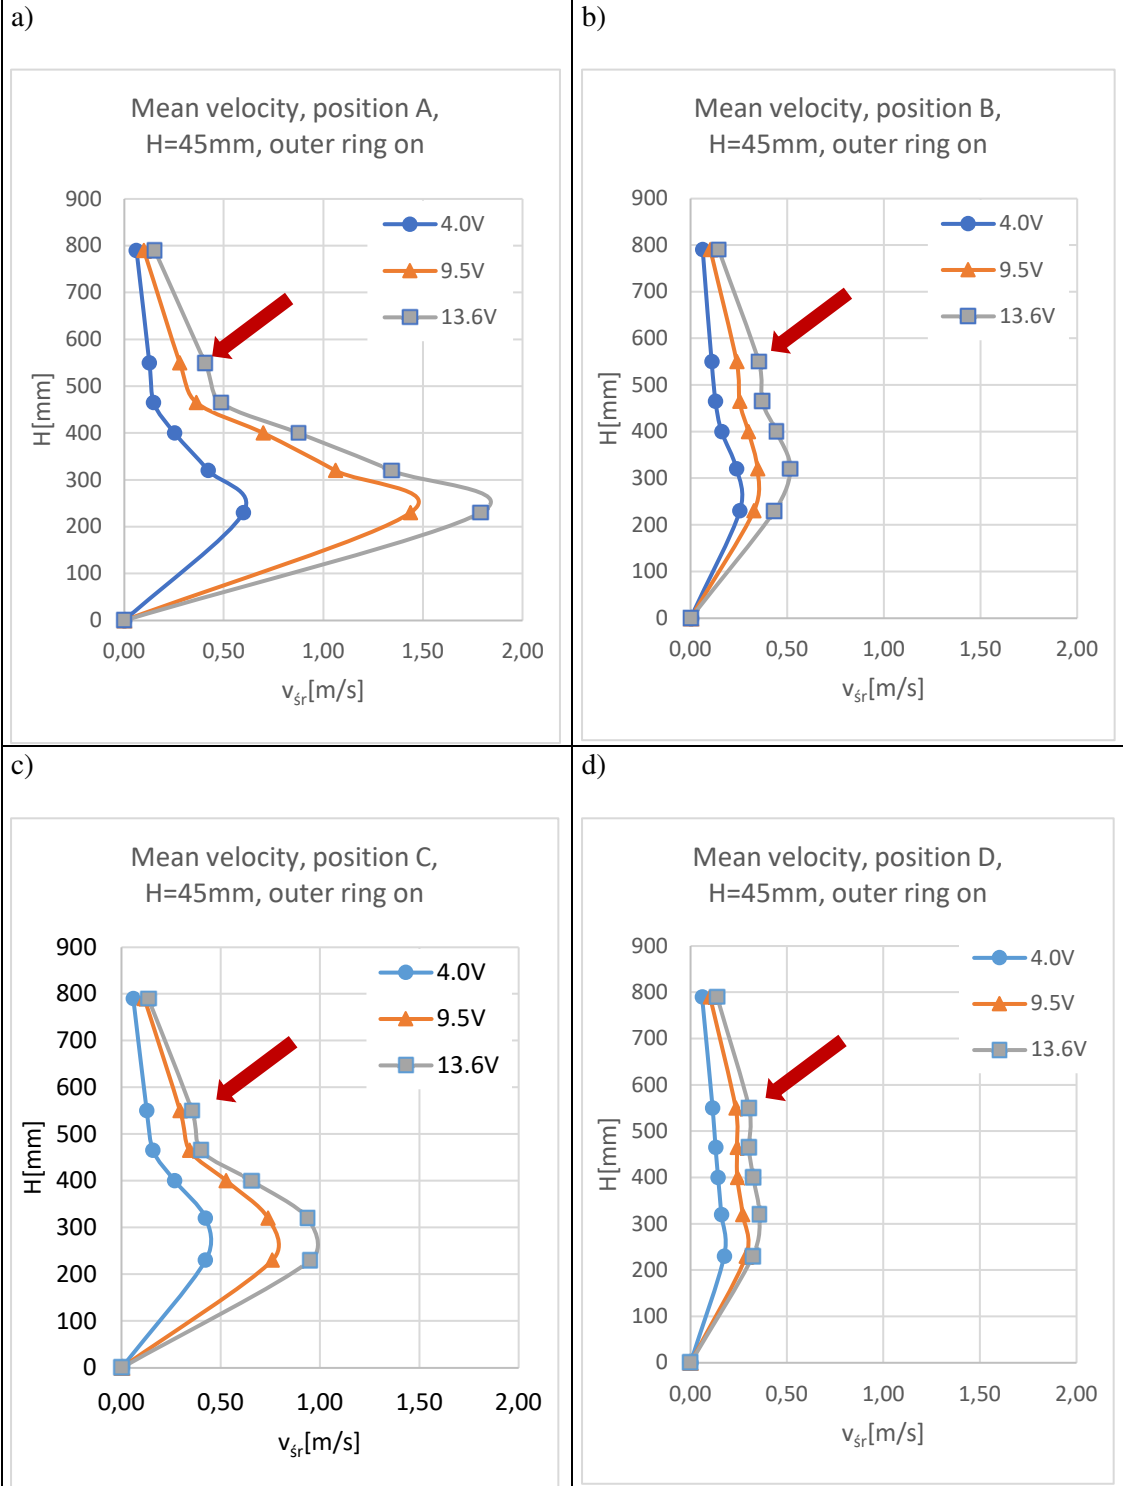 a)
Mean velocity, position A,
H=45mm, outer ring on
900
800
700
600
500
400
300
200
100
0
H[mm]
4.0V
9.5V
13.6V
0,00 0,50 1,00 1,50 2,00
vśr[m/s]
b)
Mean velocity, position B,
H=45mm, outer ring on
900
800
700
600
500
400
300
200
100
0
H[mm]
4.0V
9.5V
13.6V
0,00 0,50 1,00 1,50 2,00
vśr[m/s]
c)
Mean velocity, position C,
H=45mm, outer ring on
900
800
700
600
500
400
300
200
100
0
H[mm]
4.0V
9.5V
13.6V
0,00 0,50 1,00 1,50 2,00
vśr[m/s]
d)
Mean velocity, position D,
H=45mm, outer ring on
900
800
700
600
500
400
300
200
100
0
H[mm]
4.0V
9.5V
13.6V
0,00 0,50 1,00 1,50 2,00
vśr[m/s]